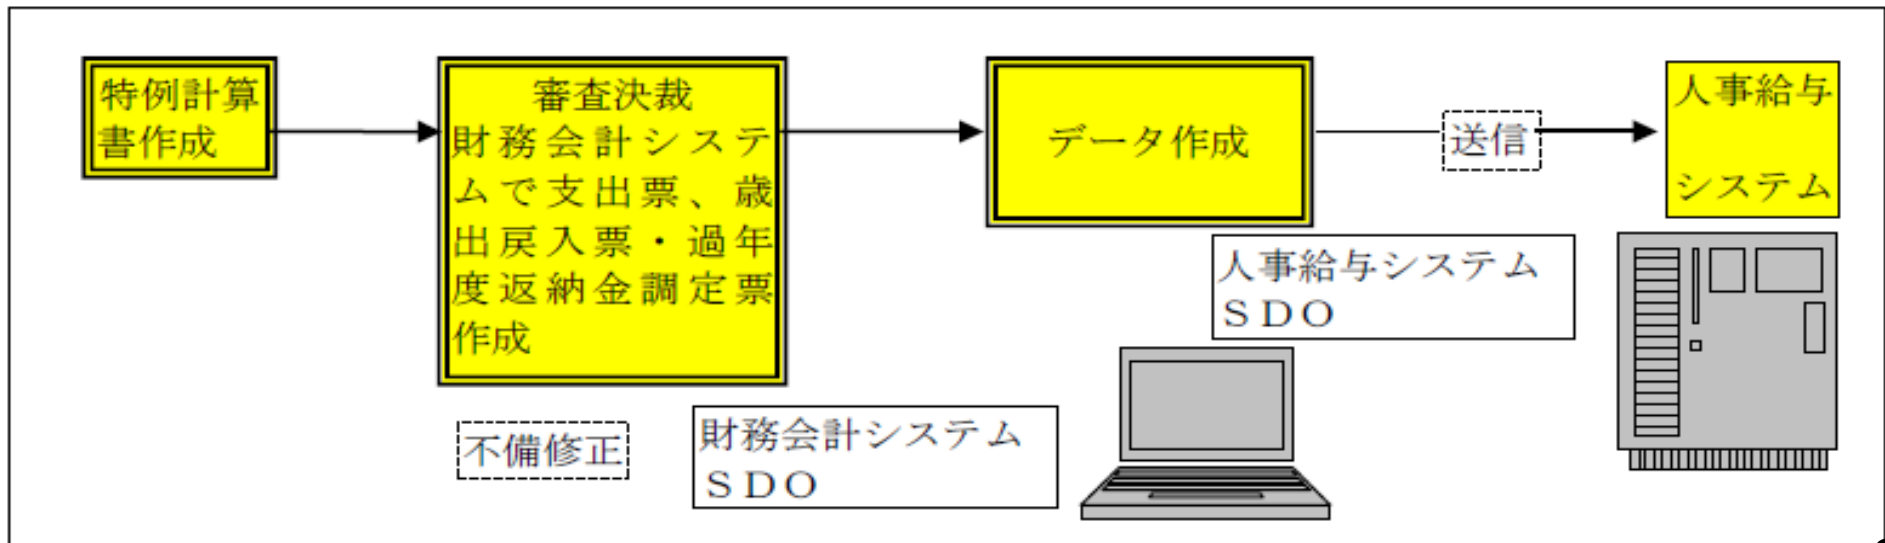 特例計算
書作成
審査決裁
財務会計システ
ムで支出票、歳
出戻入票・過年
度返納金調定票
作成
データ作成
送信
人事給与
システム
人事給与システム
ＳＤＯ
不備修正
財務会計システム
ＳＤＯ